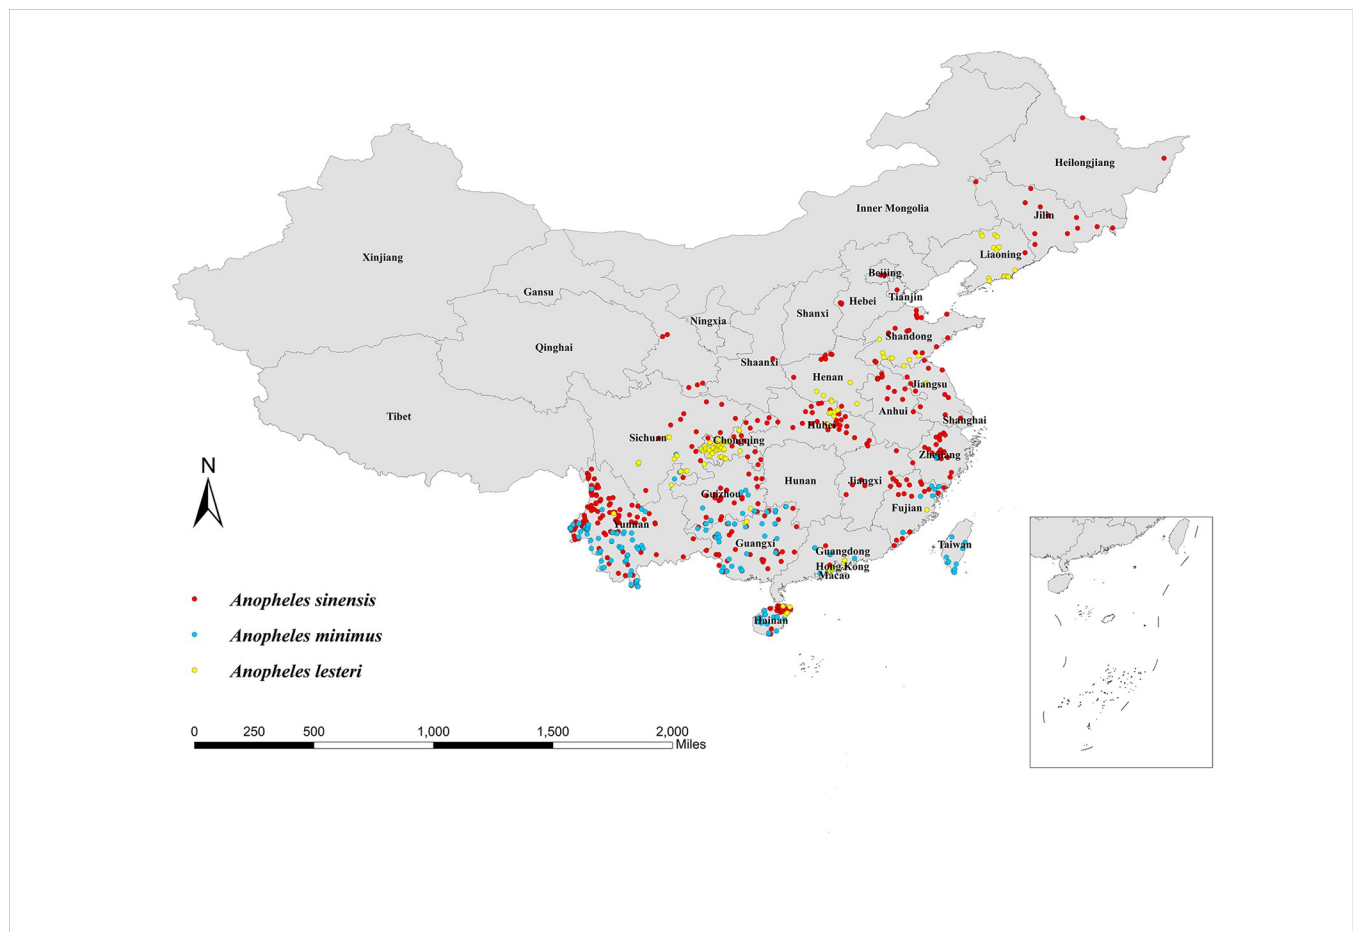 Heilongjiang
Inner Mongolia
Jilin
Xinjiang
Liaoning
Beijing
Gansu
Tianjin
Hebei
Shanxi
Ningxia
Shandong
Qinghai
Shaanxi
Henan
Jiangsu
Tibet
Anhui
Shanghai
Hubei
Sichuan
Chongqing
Zhejiang
Hunan
Jiangxi
Guizhou
Fujian
Yunnan
Guangxi
Taiwan
Guangdong
Hong Kong
Macao
Hainan
N
Anopheles sinensis
Anopheles minimus
Anopheles lesteri
0 250 500 1,000 1,500 2,000
Miles